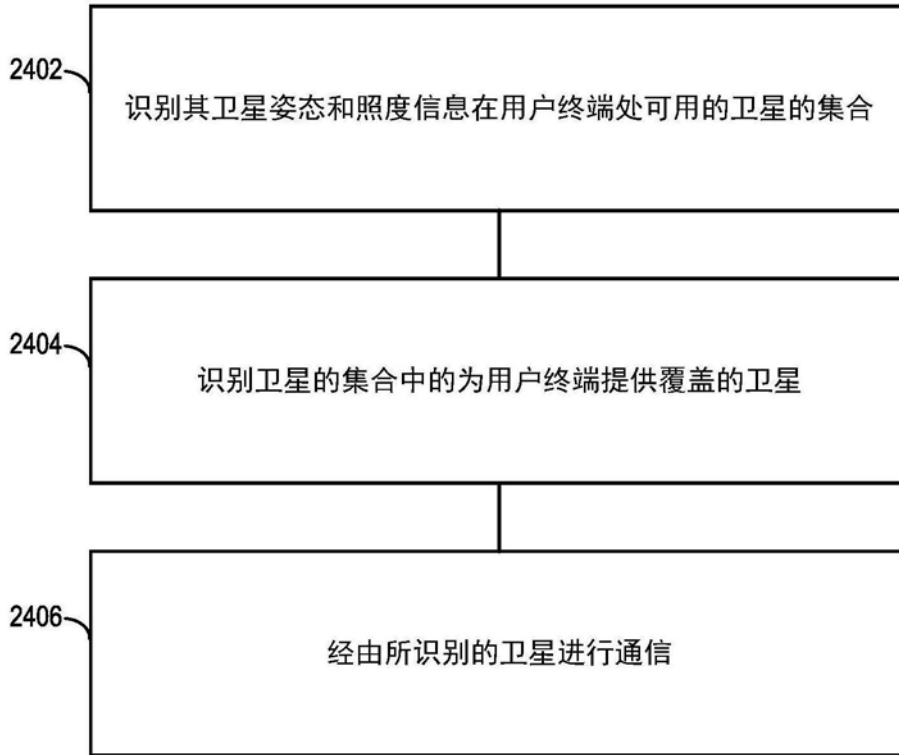 2402
识别其卫星姿态和照度信息在用户终端处可用的卫星的集合
2404
识别卫星的集合中的为用户终端提供覆盖的卫星
2406
经由所识别的卫星进行通信